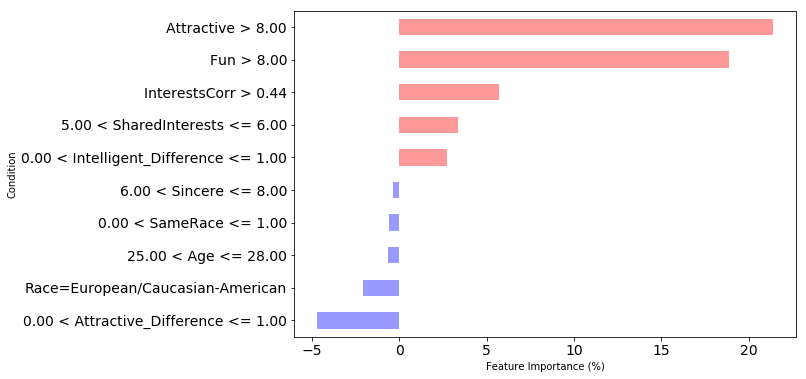 Attractive > 8.00
Fun > 8.00
InterestsCorr > 0.44
5.00 < SharedInterests <= 6.00
0.00 < Intelligent_Difference <= 1.00
6.00 < Sincere <= 8.00
0.00 < SameRace <= 1.00
25.00 < Age <= 28.00
Race=European/Caucasian-American
0.00 < Attractive_Difference <= 1.00
Condition
−5 0 5 10 15 20
Feature Importance (%)